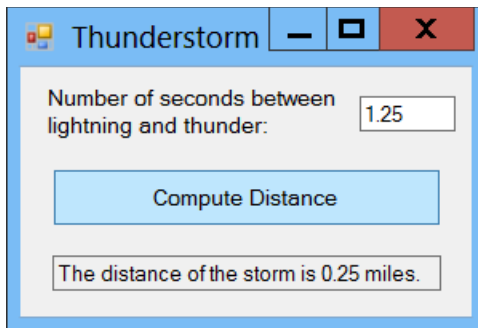 Thunderstorm
Number of seconds between
lightning and thunder:
1.25
Compute Distance
The distance of the storm is 0.25 miles.